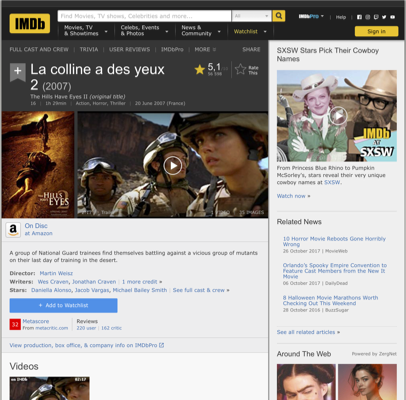 IMDb
Find Movies, TV shows, Celebrities and more...
All
IMDbPro
Help
Movies, TV
& Showtimes
Celebs, Events
& Photos
News &
Community
Watchlist
Sign in
FULL CAST AND CREW
TRIVIA
USER REVIEWS
IMDbPro
MORE
SHARE
La colline a des yeux
2 (2007)
The Hills Have Eyes II (original title)
16 | 1h 29min | Action, Horror, Thriller | 20 June 2007 (France)
5,1
Rate
This
THE HILLS HAVE
EYES
On Disc
at Amazon
A group of National Guard trainees find themselves battling against a vicious group of mutants
on their last day of training in the desert.
Director: Martin Weisz
Writers: Wes Craven, Jonathan Craven | 1 more credit »
Stars: Daniella Alonso, Jacob Vargas, Michael Bailey Smith | See full cast & crew »
+ Add to Watchlist
32
Metascore
From metacritic.com
Reviews
220 user | 162 critic
View production, box office, & company info on IMDbPro
Videos
SXSW Stars Pick Their Cowboy
Names
IMDb
AT
SXSW
From Princess Blue Rhino to Pumpkin
McSorley's, stars reveal their very
unique cowboy names at SXSW.
Watch now »
Related News
10 Horror Movie Reboots Gone Horribly
Wrong
26 October 2017 | MovieWeb
Orlando's Spooky Empire Convention to
Feature Cast Members from the New It
Movie
06 October 2017 | DailyDead
8 Halloween Movie Marathons Worth
Checking Out This Weekend
28 October 2016 | BuzzSugar
See all related articles »
Around The Web
Powered by ZergNet